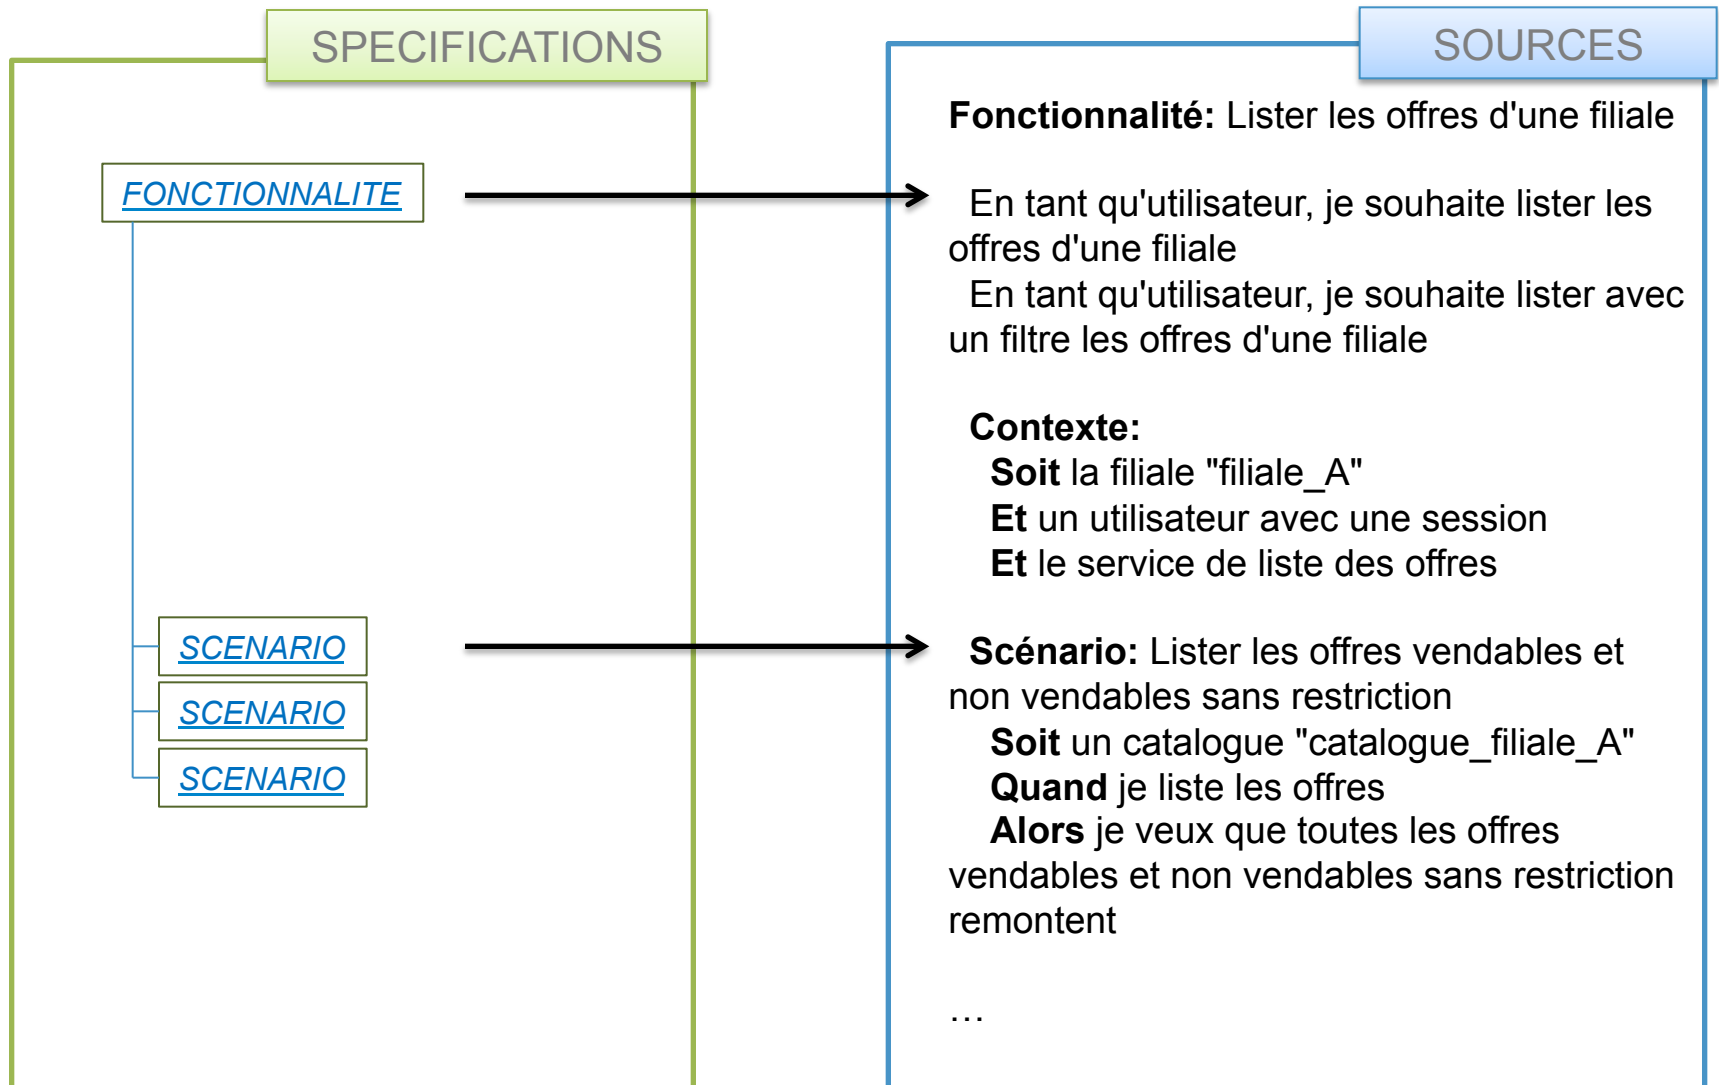 SPECIFICATIONS
FONCTIONNALITE
SCENARIO
SCENARIO
SCENARIO
SOURCES
Fonctionnalité: Lister les offres d'une filiale
En tant qu'utilisateur, je souhaite lister les
offres d'une filiale
En tant qu'utilisateur, je souhaite lister avec
un filtre les offres d'une filiale
Contexte:
Soit la filiale "filiale_A"
Et un utilisateur avec une session
Et le service de liste des offres
Scénario: Lister les offres vendables et
non vendables sans restriction
Soit un catalogue "catalogue_filiale_A"
Quand je liste les offres
Alors je veux que toutes les offres
vendables et non vendables sans restriction
remontent
…